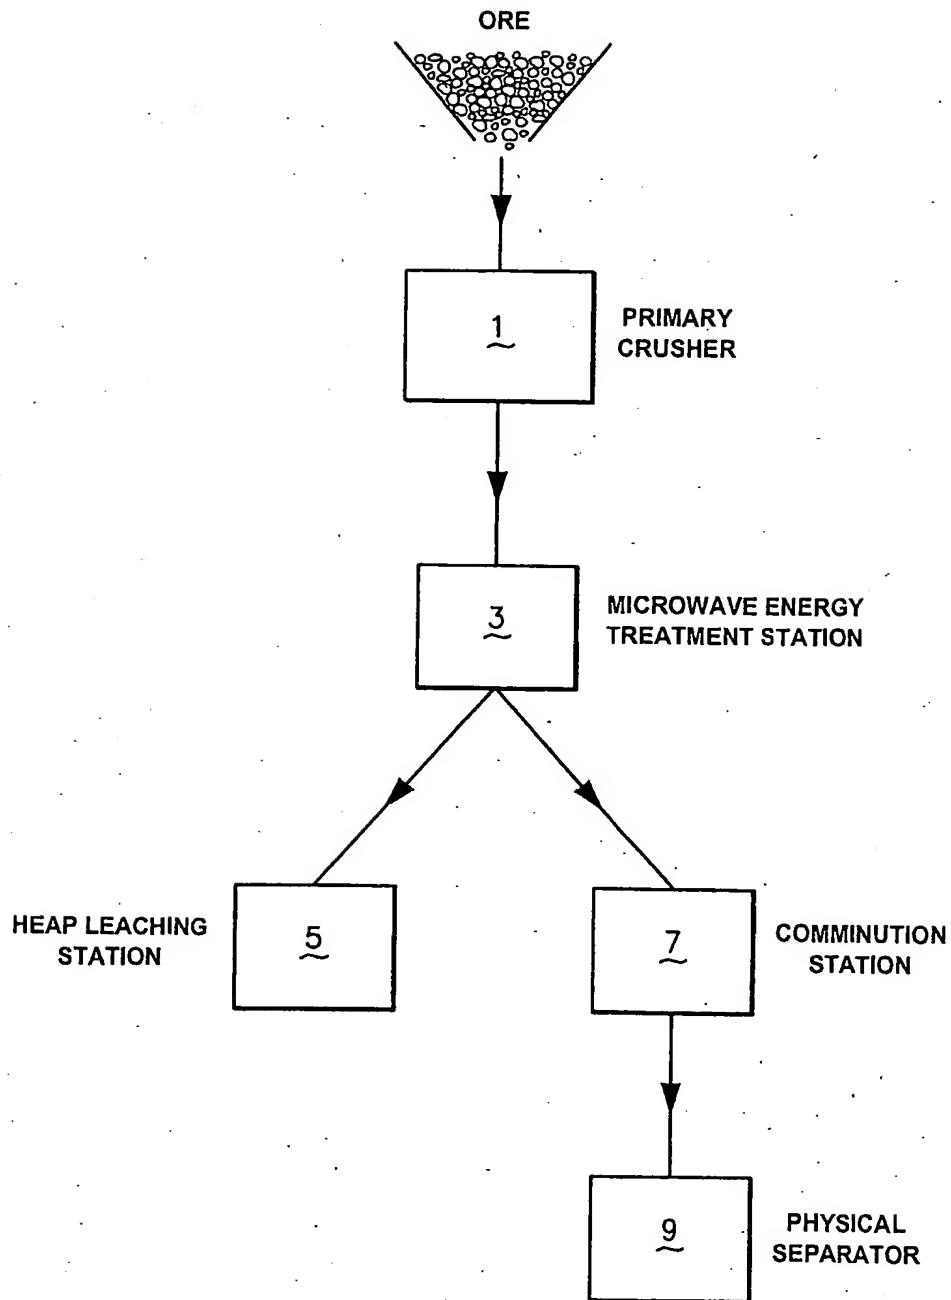 ORE
1
PRIMARY
CRUSHER
3
MICROWAVE ENERGY
TREATMENT STATION
HEAP LEACHING
STATION
5
7
COMMINUTION
STATION
9
PHYSICAL
SEPARATOR